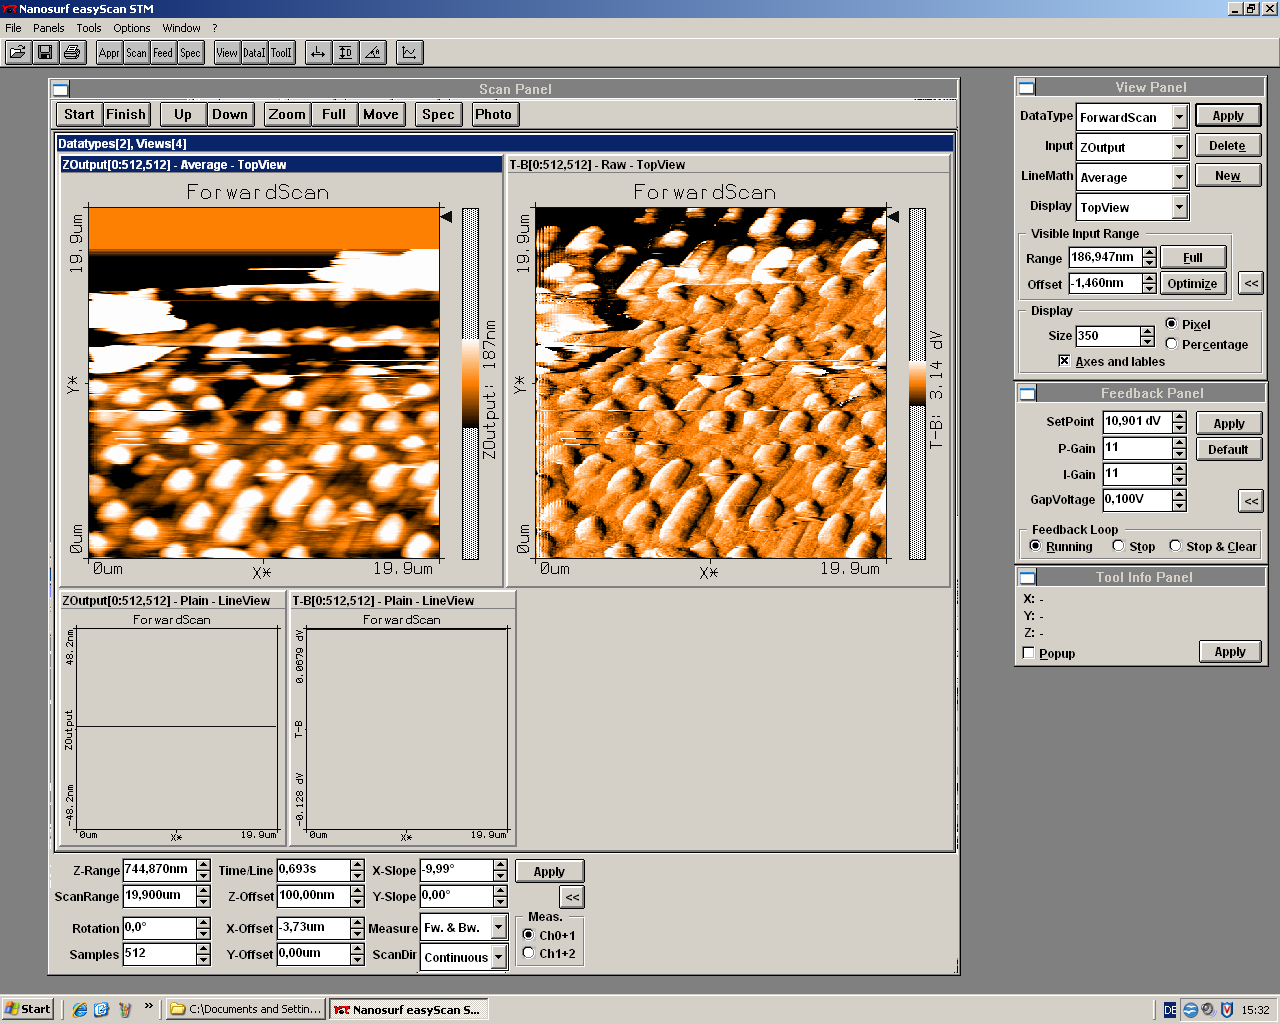 Nanosurf easyScan STM
File Panels Tools Options Window ?
Appr Scan Feed Spec View DataI ToolI
Scan Panel
Start Finish Up Down Zoom Full Move Spec Photo
Datatypes[2], Views[4]
ZOutput[0:512,512] - Average - TopView
ForwardScan
19.9um
Y*
0um
0um X* 19.9um
ZOutput: 187nm
T-B[0:512,512] - Raw - TopView
ForwardScan
19.9um
Y*
0um
0um X* 19.9um
T-B: 3.14 dV
ZOutput[0:512,512] - Plain - LineView
ForwardScan
48.2nm
ZOutput
-48.2nm
0um X* 19.9um
T-B[0:512,512] - Plain - LineView
ForwardScan
0.0679 dV
T-B
-0.128 dV
0um X* 19.9um
Z-Range 744,870nm Time/Line 0,693s X-Slope -9,99° Apply
ScanRange 19,900um Z-Offset 100,00nm Y-Slope 0,00° <<
Rotation 0,0° X-Offset -3,73um Measure Fw. & Bw.
Samples 512 Y-Offset 0,00um ScanDir Continuous
Meas.
Ch0+1
Ch1+2
View Panel
DataType ForwardScan Apply
Input ZOutput Delete
LineMath Average New
Display TopView
Visible Input Range
Range 186,947nm Full
Offset -1,460nm Optimize <<
Display
Size 350 Pixel
Percentage
Axes and lables
Feedback Panel
SetPoint 10,901 dV Apply
P-Gain 11 Default
I-Gain 11
GapVoltage 0,100V <<
Feedback Loop
Running Stop Stop & Clear
Tool Info Panel
X: -
Y: -
Z: -
Popup Apply
Start » C:\Documents and Settin... Nanosurf easyScan S... DE 15:32